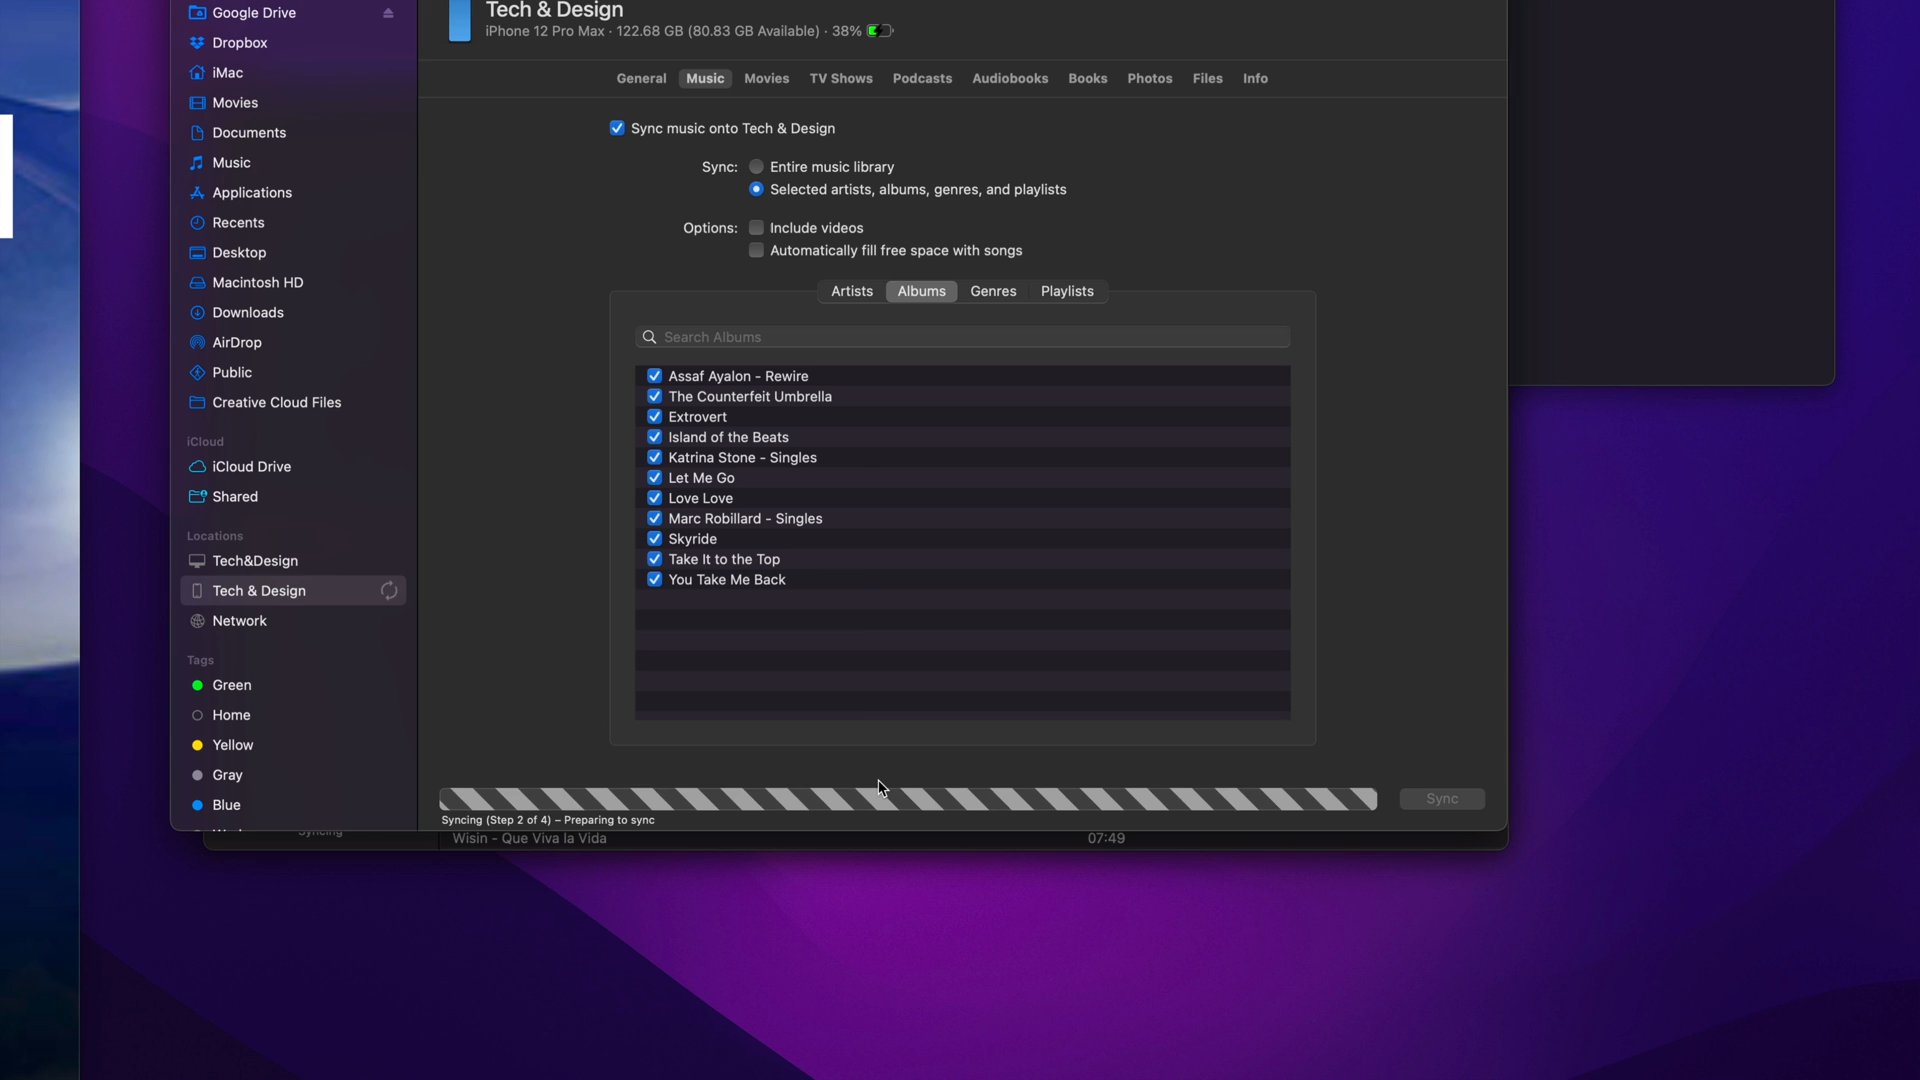 Google Drive
Dropbox
iMac
Movies
Documents
Music
Applications
Recents
Desktop
Macintosh HD
Downloads
AirDrop
Public
Creative Cloud Files
iCloud
iCloud Drive
Shared
Locations
Tech&Design
Tech & Design
Network
Tags
Green
Home
Yellow
Gray
Blue
Tech & Design
iPhone 12 Pro Max · 122.68 GB (80.83 GB Available) · 38%
General Music Movies TV Shows Podcasts Audiobooks Books Photos Files Info
Sync music onto Tech & Design
Sync: Entire music library
Selected artists, albums, genres, and playlists
Options: Include videos
Automatically fill free space with songs
Artists Albums Genres Playlists
Search Albums
Assaf Ayalon - Rewire
The Counterfeit Umbrella
Extrovert
Island of the Beats
Katrina Stone - Singles
Let Me Go
Love Love
Marc Robillard - Singles
Skyride
Take It to the Top
You Take Me Back
Sync
Syncing (Step 2 of 4) – Preparing to sync
Syncing
Wisin - Que Viva la Vida 07:49